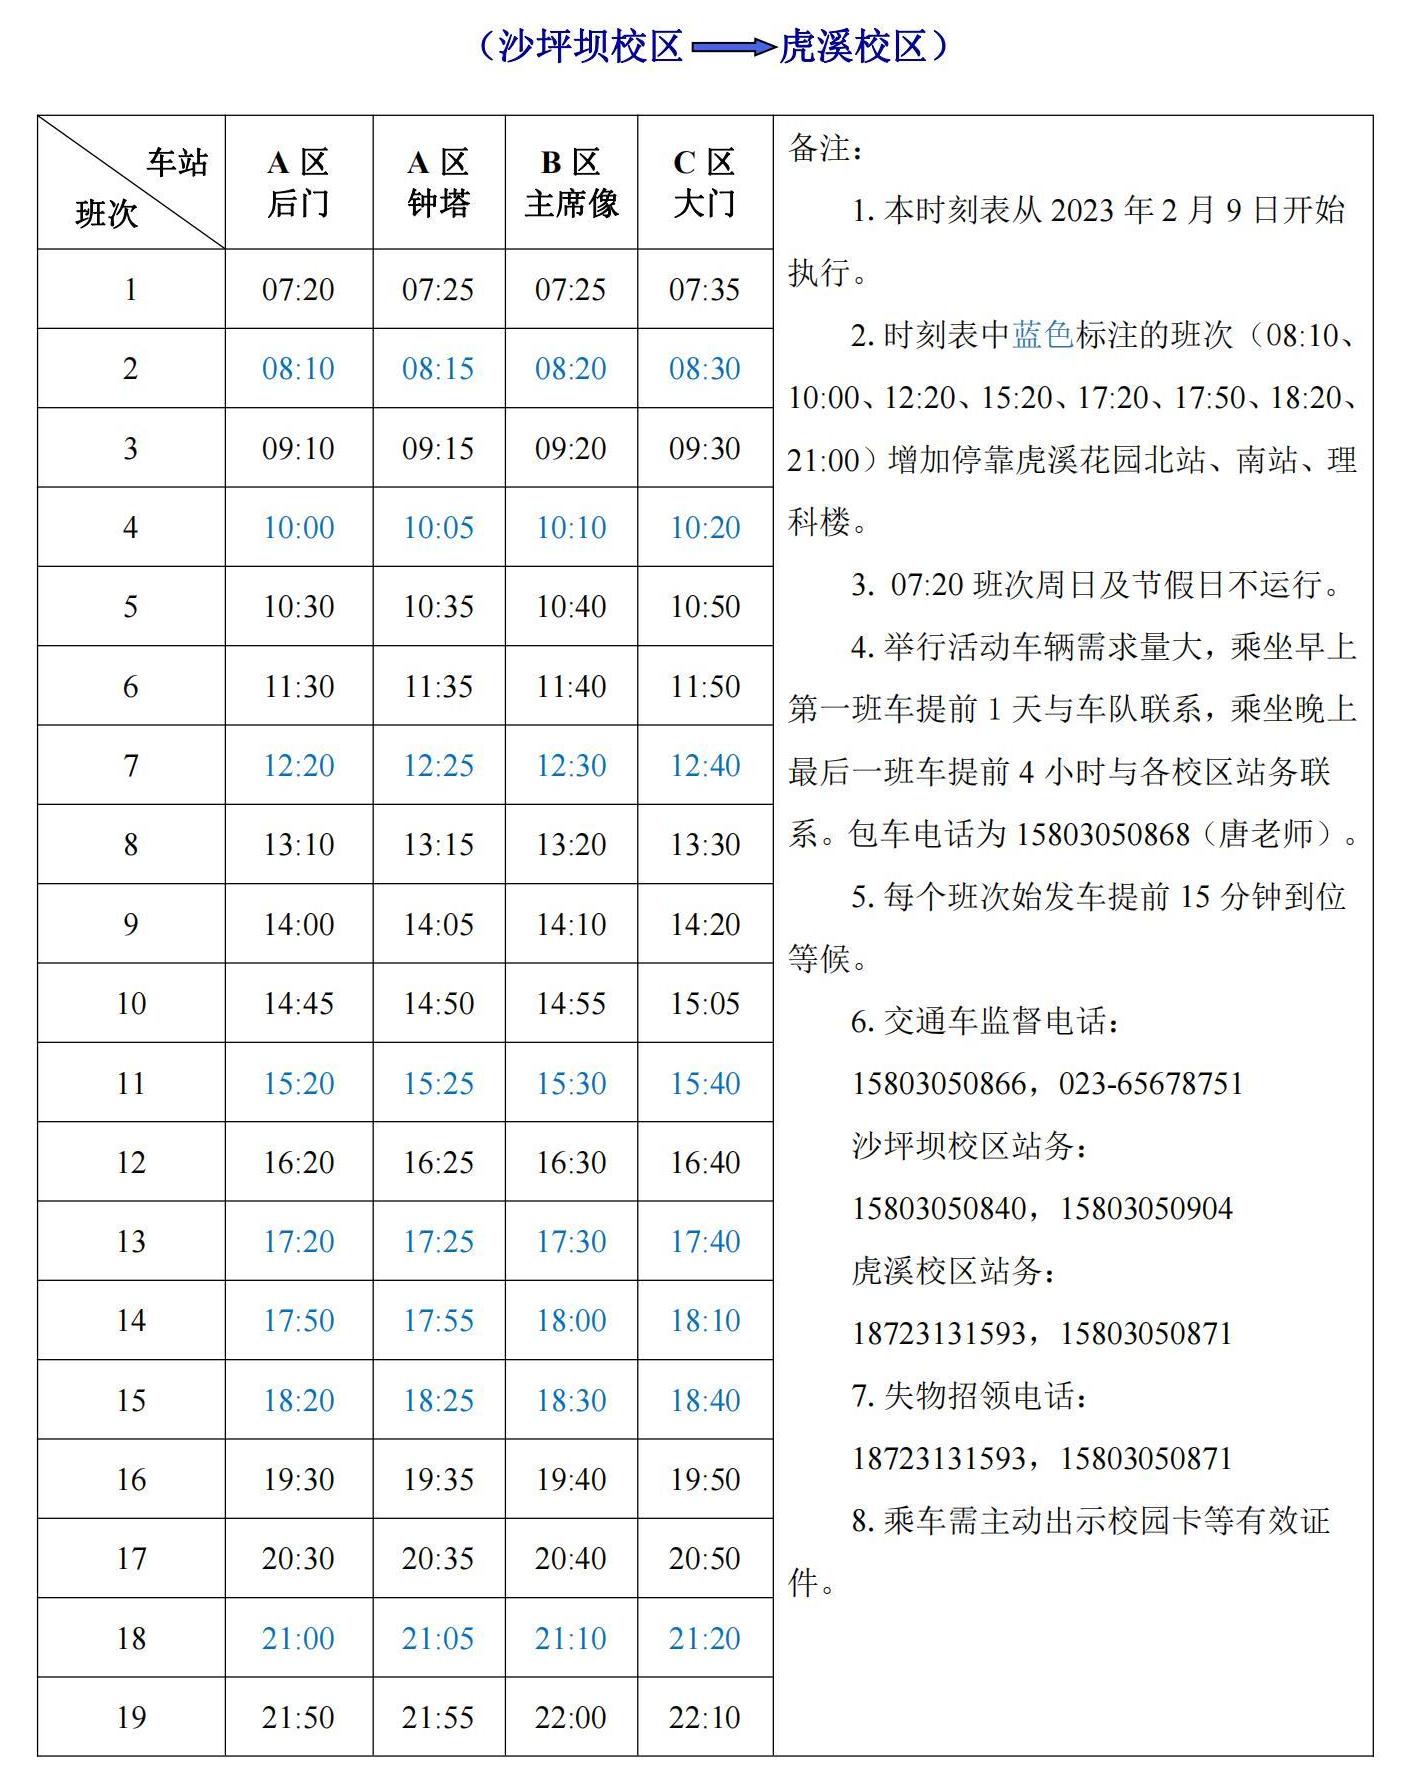 （沙坪坝校区 虎溪校区）
车站
班次
A 区 后门
A 区 钟塔
B 区 主席像
C 区 大门
1 07:20 07:25 07:25 07:35
2 08:10 08:15 08:20 08:30
3 09:10 09:15 09:20 09:30
4 10:00 10:05 10:10 10:20
5 10:30 10:35 10:40 10:50
6 11:30 11:35 11:40 11:50
7 12:20 12:25 12:30 12:40
8 13:10 13:15 13:20 13:30
9 14:00 14:05 14:10 14:20
10 14:45 14:50 14:55 15:05
11 15:20 15:25 15:30 15:40
12 16:20 16:25 16:30 16:40
13 17:20 17:25 17:30 17:40
14 17:50 17:55 18:00 18:10
15 18:20 18:25 18:30 18:40
16 19:30 19:35 19:40 19:50
17 20:30 20:35 20:40 20:50
18 21:00 21:05 21:10 21:20
19 21:50 21:55 22:00 22:10
备注：
1. 本时刻表从 2023 年 2 月 9 日开始
执行。
2. 时刻表中蓝色标注的班次（08:10、
10:00、12:20、15:20、17:20、17:50、18:20、
21:00）增加停靠虎溪花园北站、南站、理
科楼。
3. 07:20 班次周日及节假日不运行。
4. 举行活动车辆需求量大，乘坐早上
第一班车提前 1 天与车队联系，乘坐晚上
最后一班车提前 4 小时与各校区站务联
系。包车电话为 15803050868（唐老师）。
5. 每个班次始发车提前 15 分钟到位
等候。
6. 交通车监督电话：
15803050866，023-65678751
沙坪坝校区站务：
15803050840，15803050904
虎溪校区站务：
18723131593，15803050871
7. 失物招领电话：
18723131593，15803050871
8. 乘车需主动出示校园卡等有效证
件。